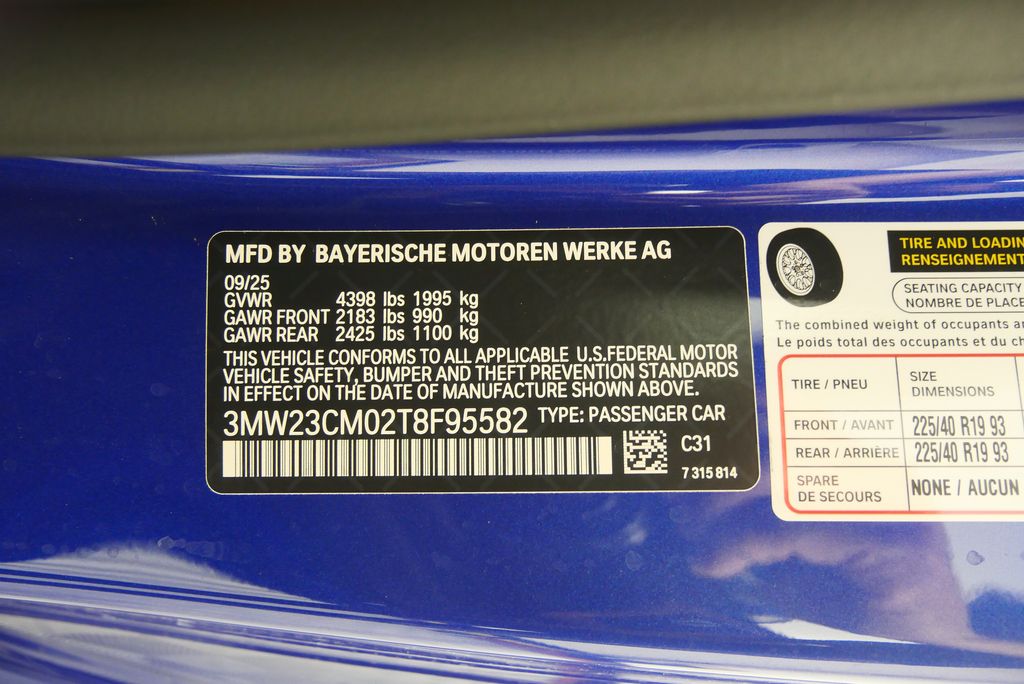 MFD BY BAYERISCHE MOTOREN WERKE AG
09/25
GVWR 4398 lbs 1995 kg
GAWR FRONT 2183 lbs 990 kg
GAWR REAR 2425 lbs 1100 kg
THIS VEHICLE CONFORMS TO ALL APPLICABLE U.S.FEDERAL MOTOR
VEHICLE SAFETY, BUMPER AND THEFT PREVENTION STANDARDS
IN EFFECT ON THE DATE OF MANUFACTURE SHOWN ABOVE.
3MW23CM02T8F95582 TYPE: PASSENGER CAR
C31
7 315 814
TIRE AND LOADIN
RENSEIGNEMENT
SEATING CAPACITY
NOMBRE DE PLACE
The combined weight of occupants an
Le poids total des occupants et du ch
TIRE / PNEU SIZE
DIMENSIONS
FRONT / AVANT 225/40 R19 93
REAR / ARRIÈRE 225/40 R19 93
SPARE
DE SECOURS NONE / AUCUN